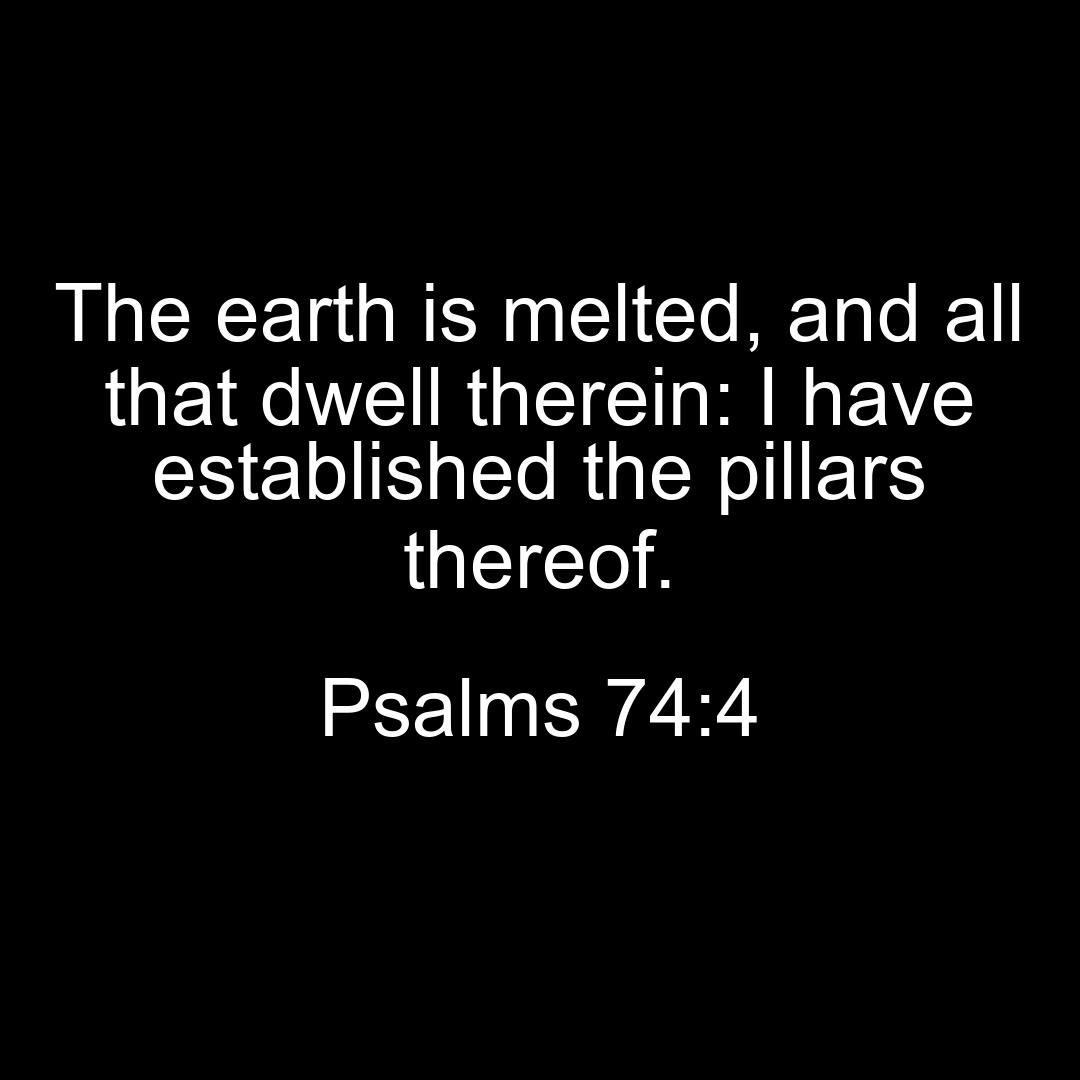 The earth is melted, and all
that dwell therein: I have
established the pillars
thereof.
Psalms 74:4